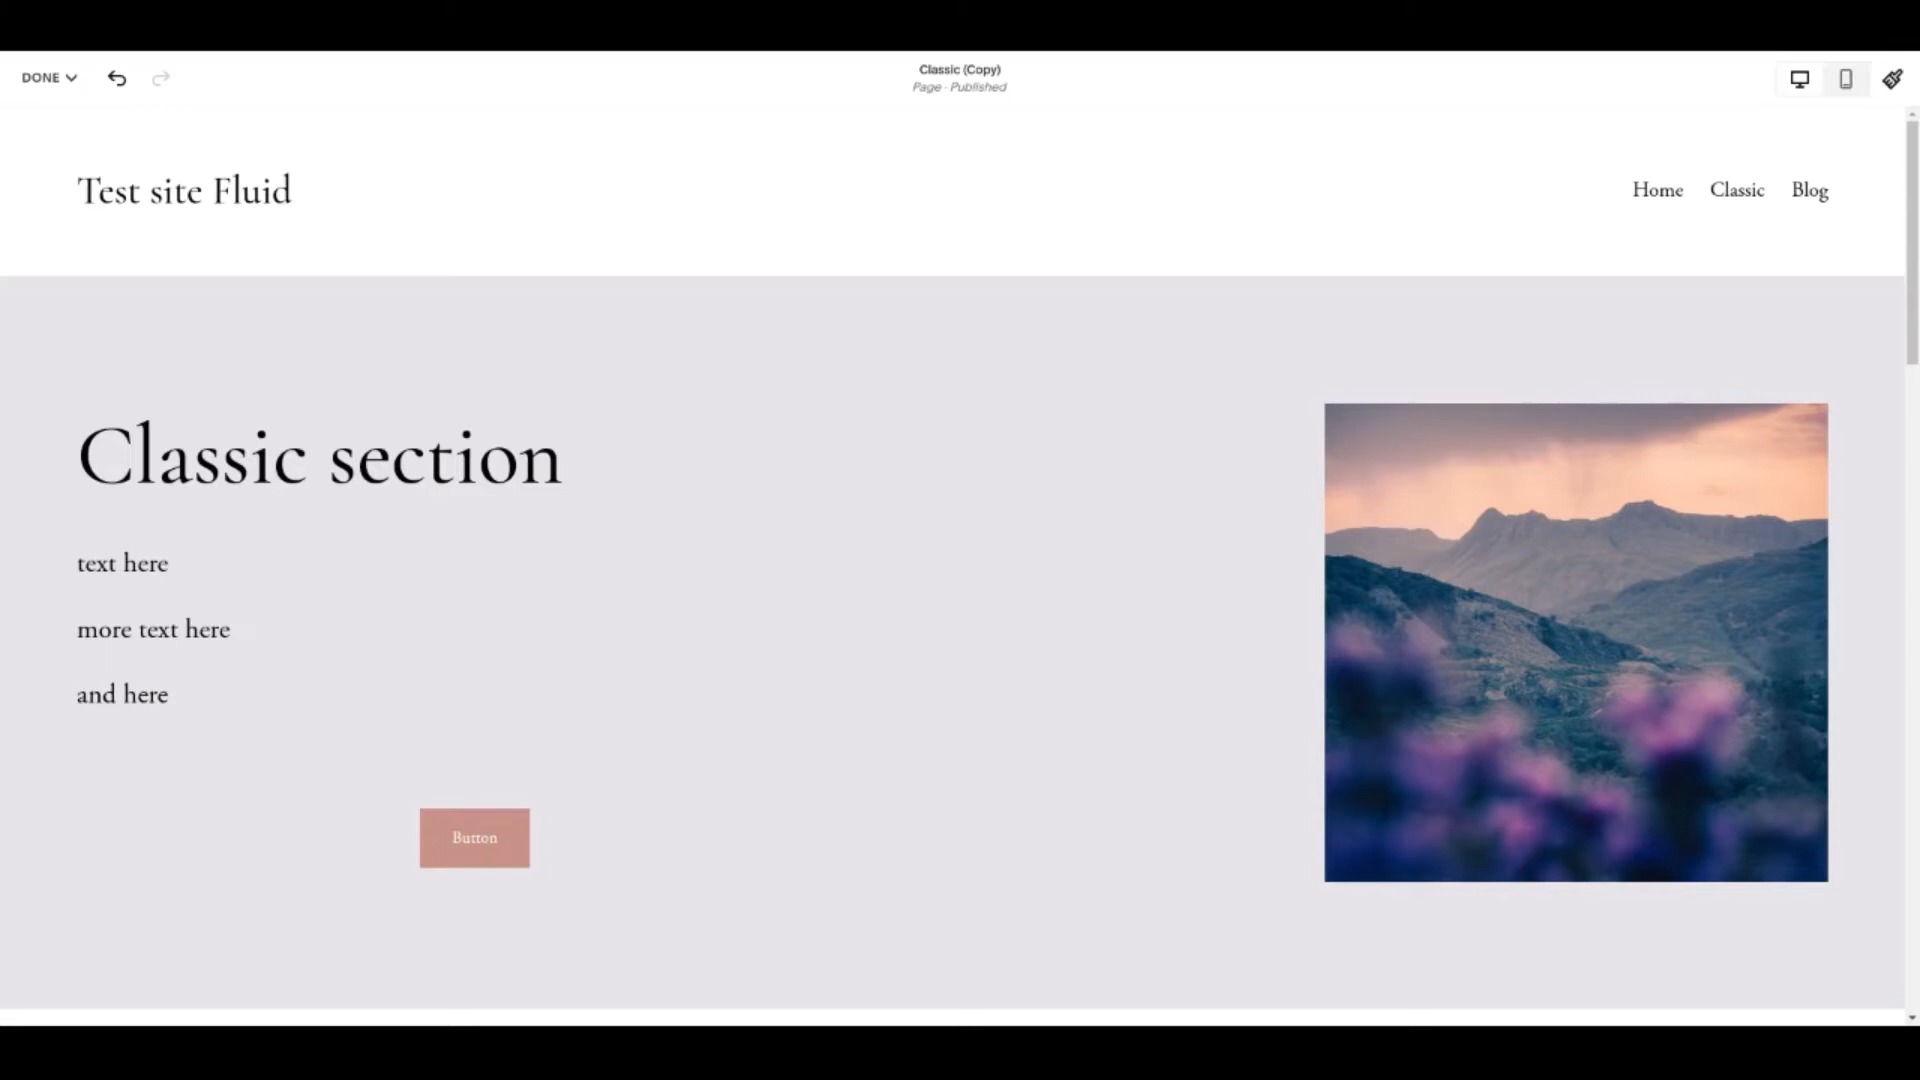 DONE
Classic (Copy)
Page · Published
Test site Fluid
Home Classic Blog
Classic section
text here
more text here
and here
Button